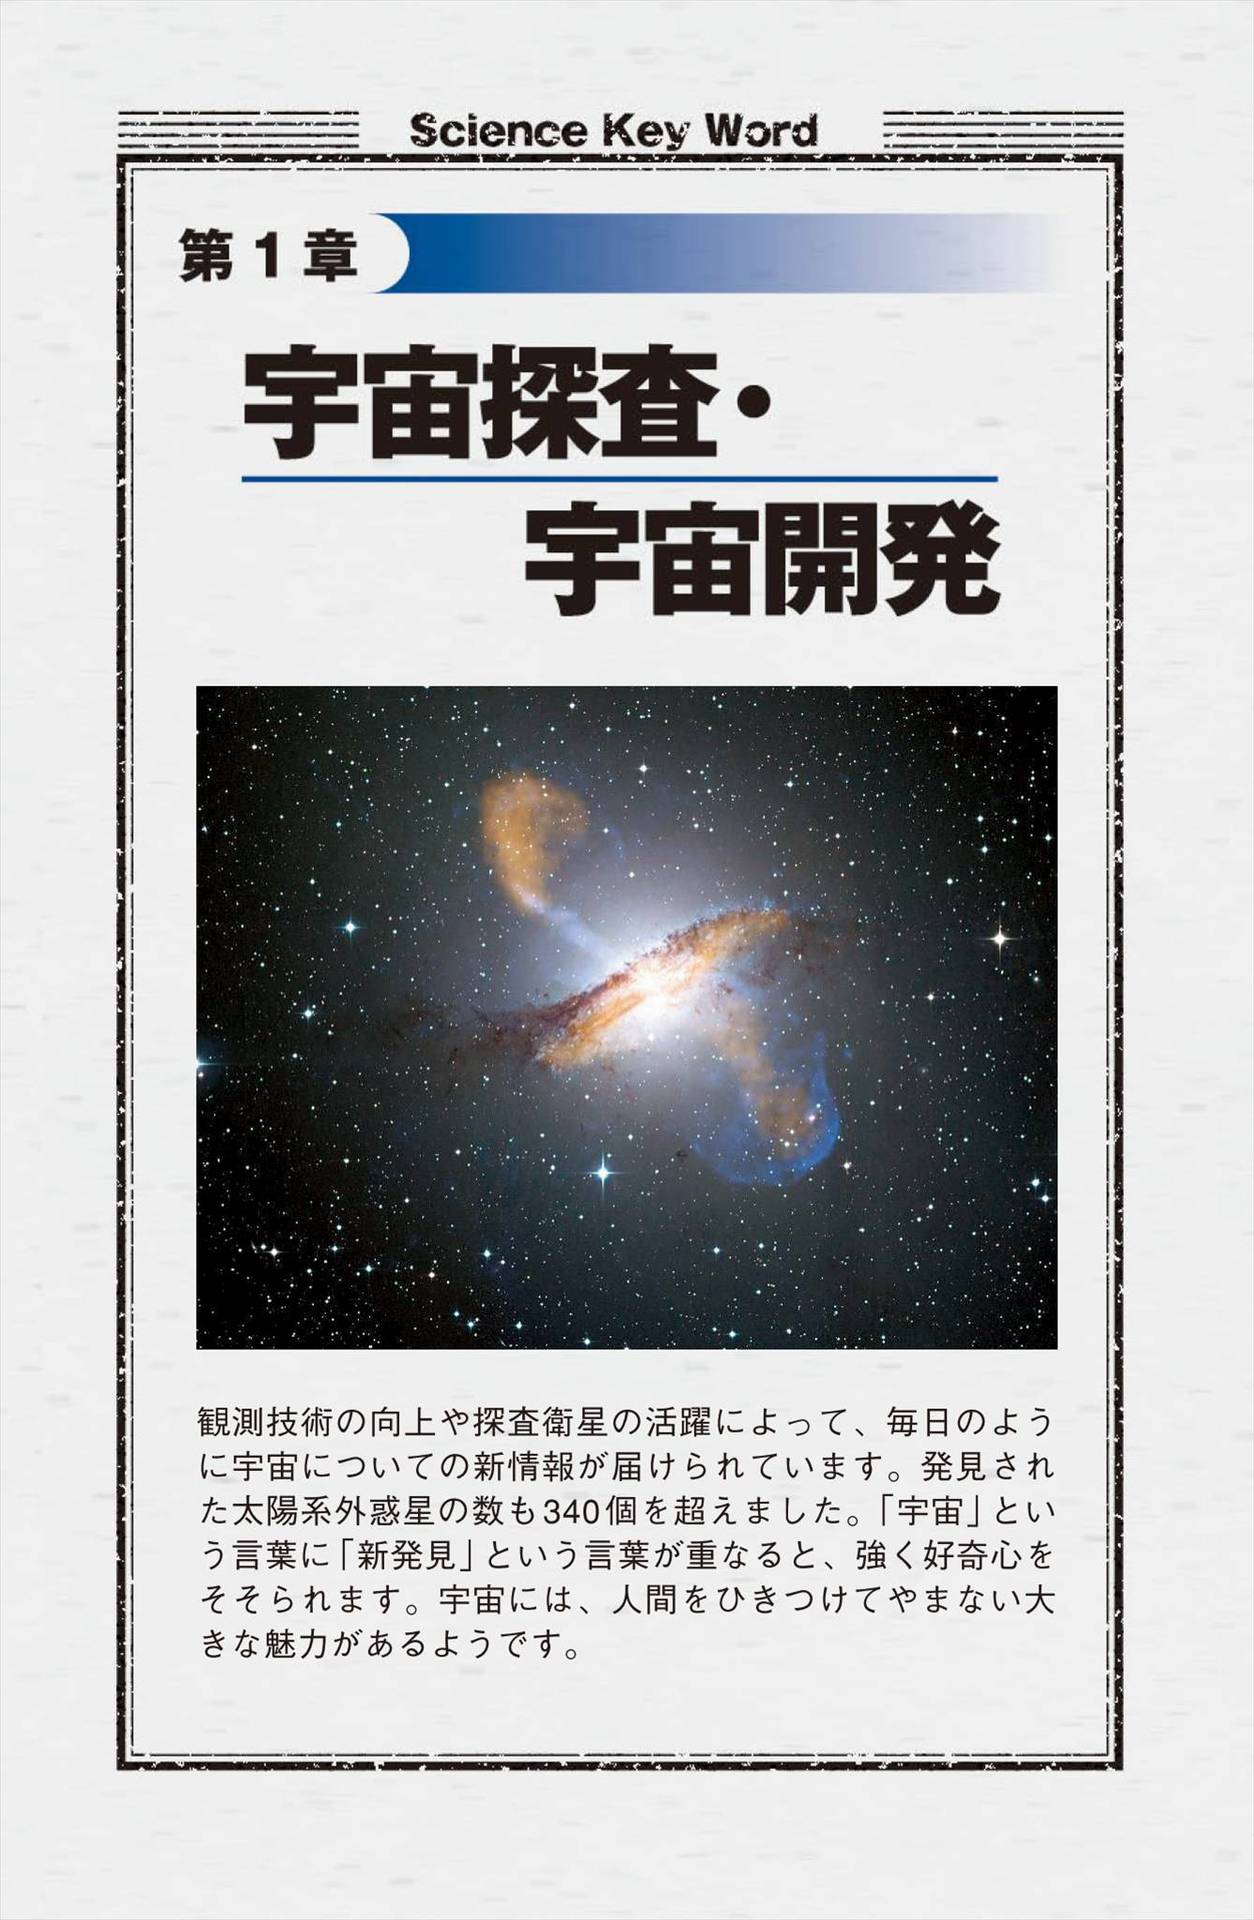 Science Key Word
第1章
宇宙探査・
宇宙開発
観測技術の向上や探査衛星の活躍によって、毎日のよう
に宇宙についての新情報が届けられています。発見され
た太陽系外惑星の数も340個を超えました。「宇宙」とい
う言葉に「新発見」という言葉が重なると、強く好奇心を
そそられます。宇宙には、人間をひきつけてやまない大
きな魅力があるようです。